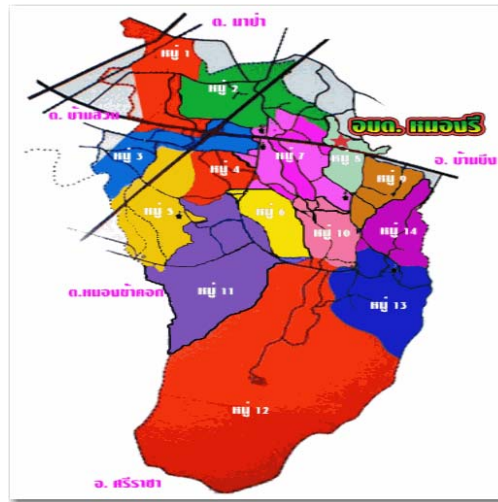 ต. นาป่า
หมู่ 1
หมู่ 2
ต. บ้านสวน
อบต. หนองรี
หมู่ 3
หมู่ 4
หมู่ 7
หมู่ 8
อ. บ้านบึง
หมู่ 9
หมู่ 5
หมู่ 6
หมู่ 10
หมู่ 14
ต.หนองข้างคอก
หมู่ 11
หมู่ 13
หมู่ 12
อ. ศรีราชา